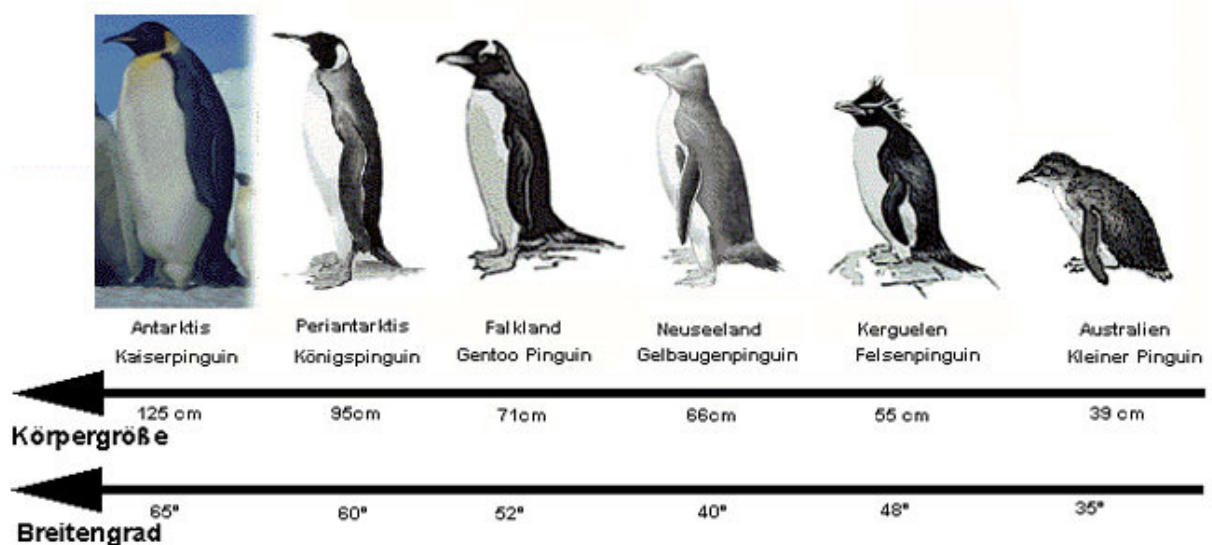 Antarktis Periantarktis Falkland Neuseeland Kerguelen Australien
Kaiserpinguin Königspinguin Gentoo Pinguin Gelbaugenpinguin Felsenpinguin Kleiner Pinguin
125 cm 95cm 71cm 66cm 55 cm 39 cm
Körpergröße
65° 60° 52° 40° 48° 35°
Breitengrad